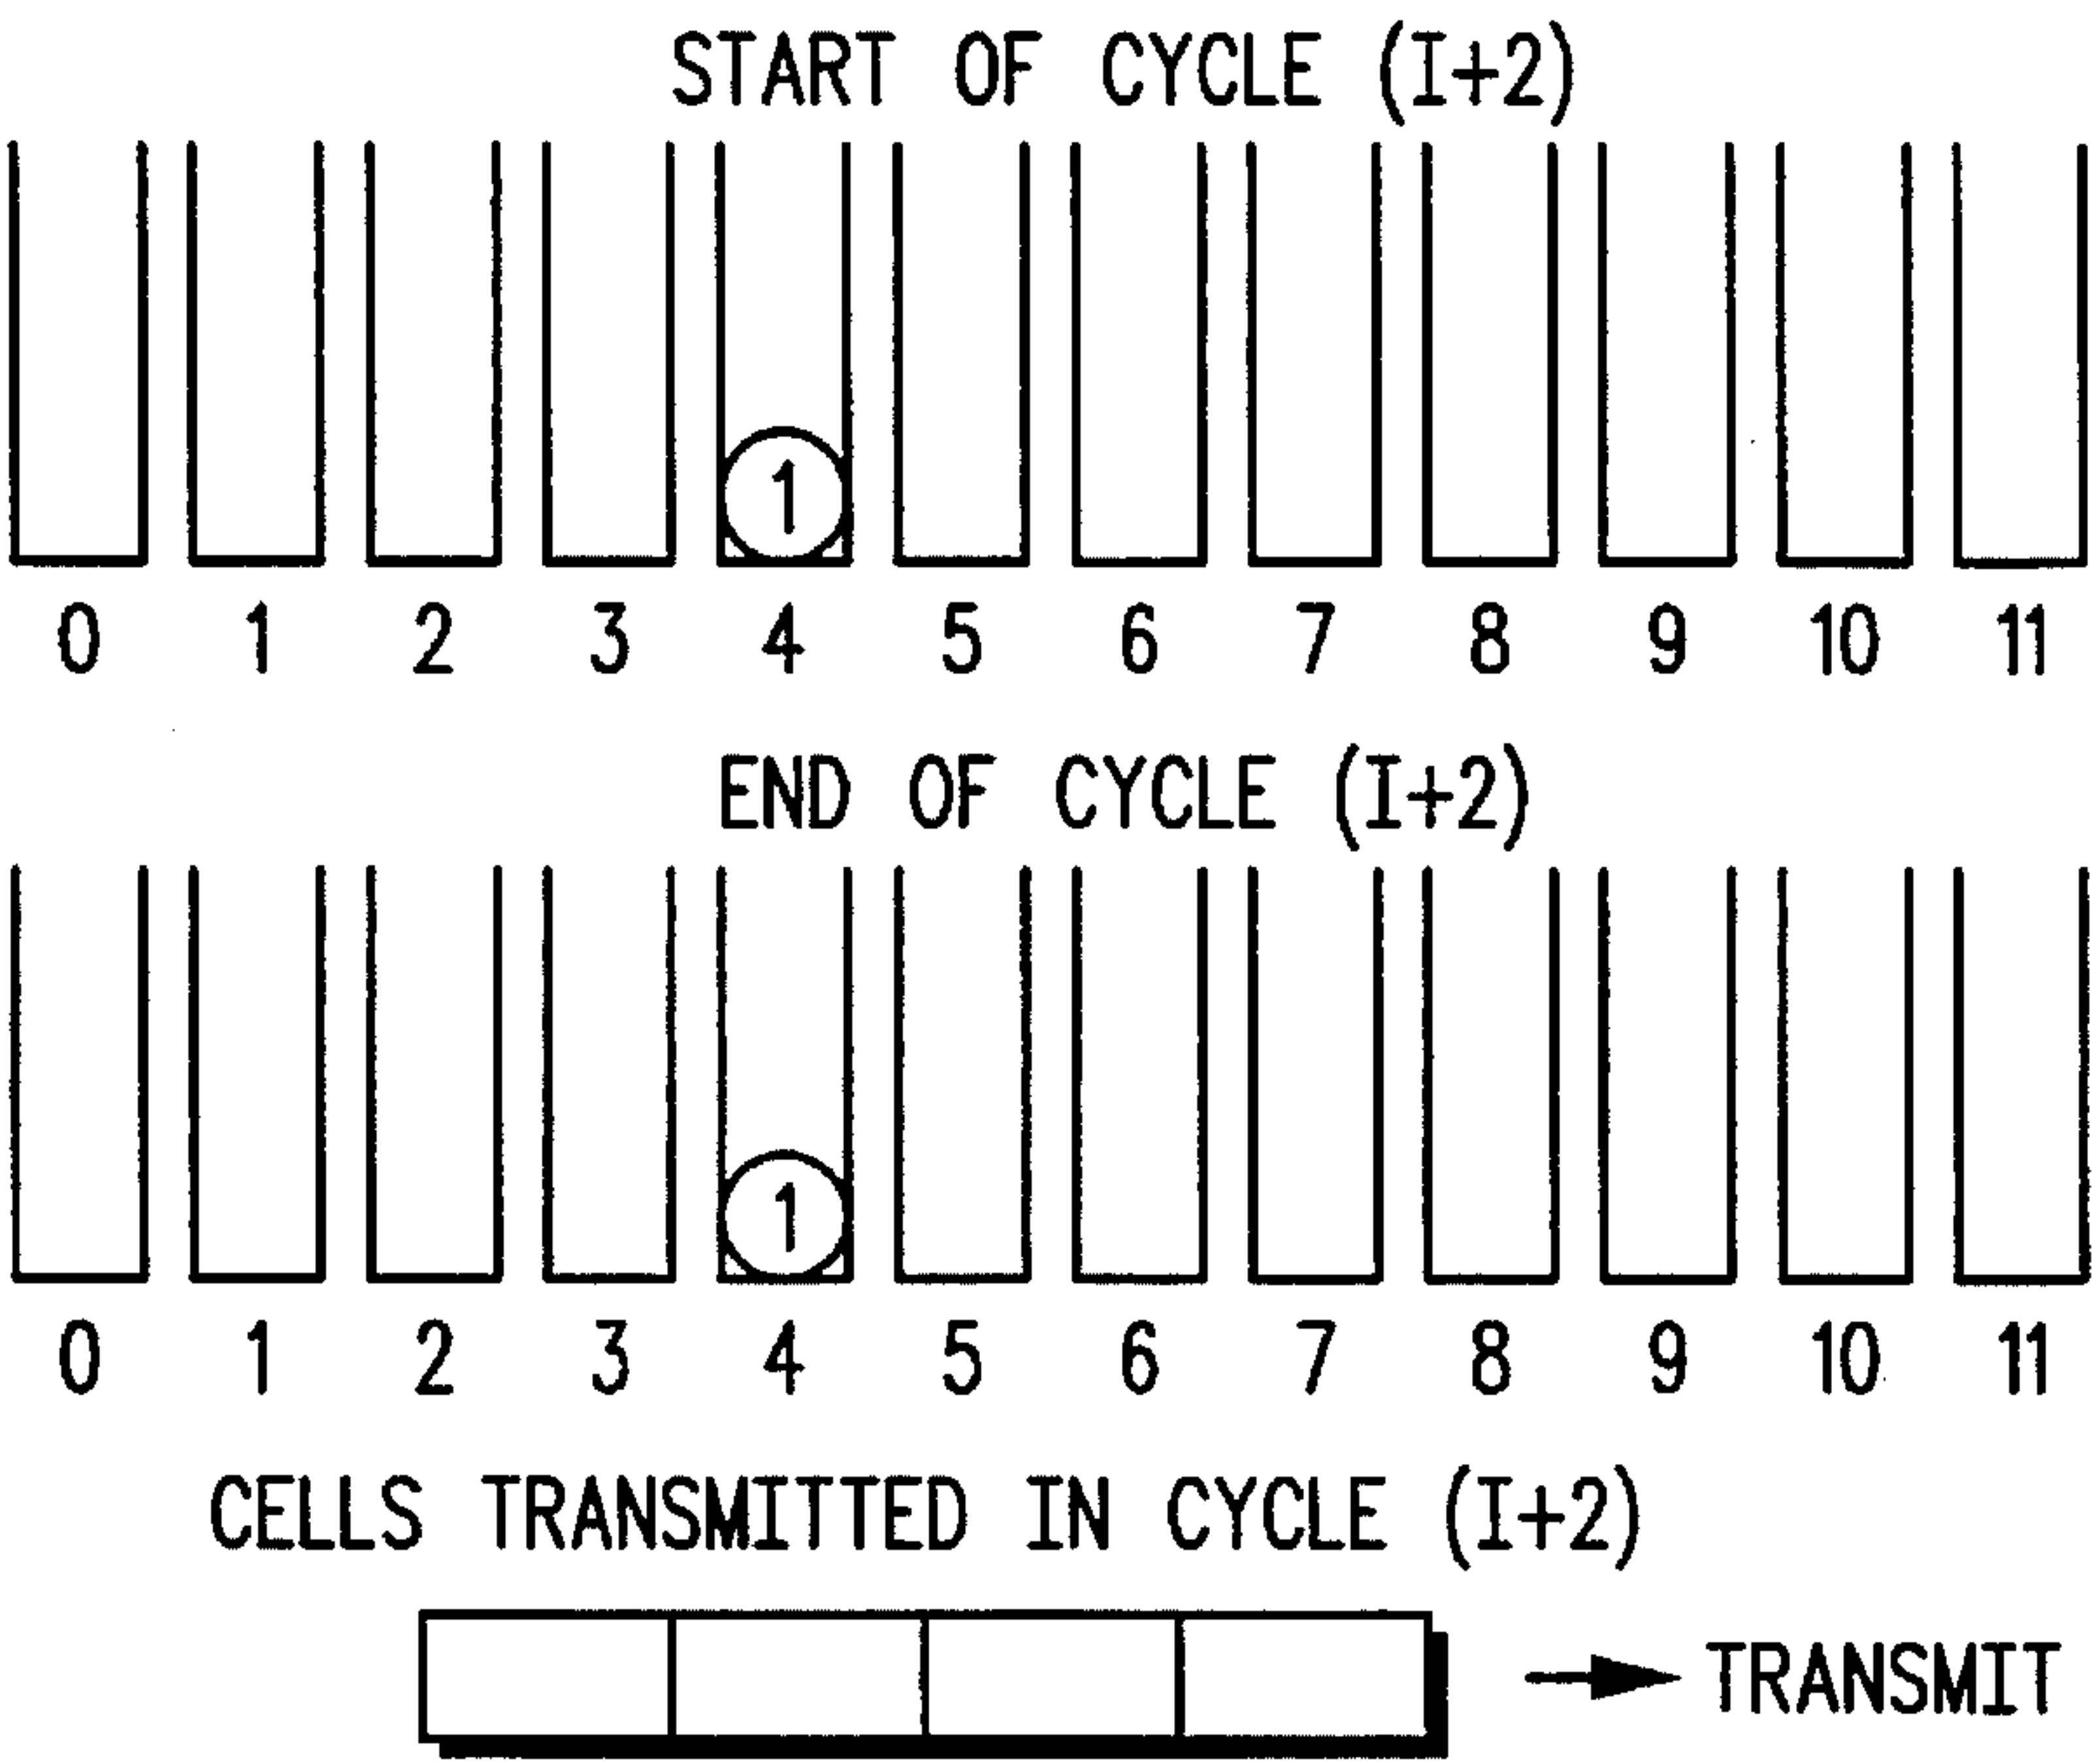 START OF CYCLE (I+2)
1
0 1 2 3 4 5 6 7 8 9 10 11
END OF CYCLE (I+2)
1
0 1 2 3 4 5 6 7 8 9 10 11
CELLS TRANSMITTED IN CYCLE (I+2)
TRANSMIT